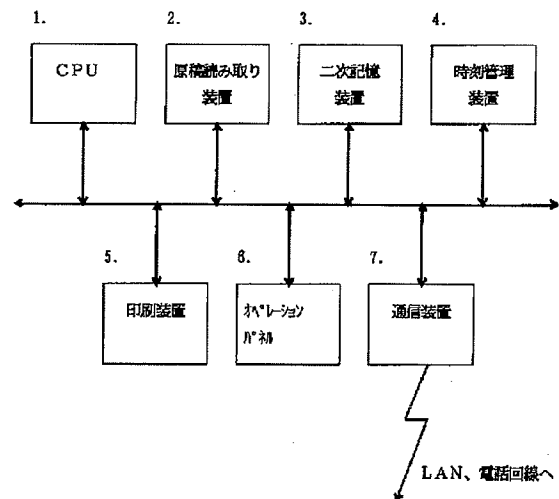 1.
2.
3.
4.
CPU
原稿読み取り
装置
二次記憶
装置
時刻管理
装置
5.
6.
7.
印刷装置
オペレーション
パネル
通信装置
LAN、電話回線へ